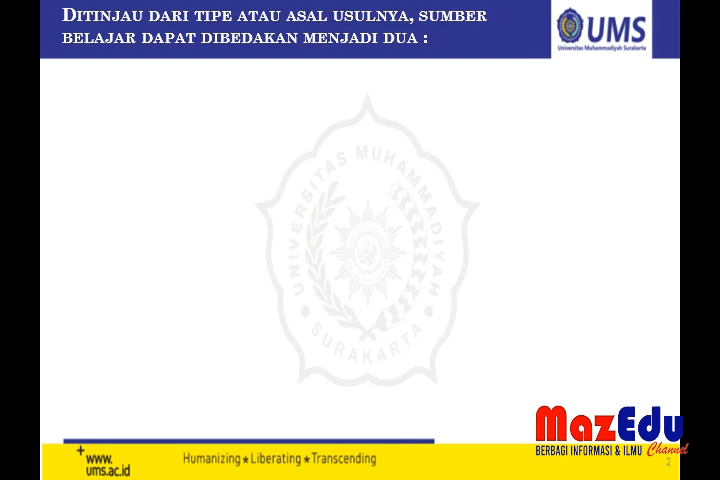 DITINJAU DARI TIPE ATAU ASAL USULNYA, SUMBER
BELAJAR DAPAT DIBEDAKAN MENJADI DUA :
UMS
Universitas Muhammadiyah Surakarta
UNIVERSITAS MUHAMMADIYAH
SURAKARTA
MazEdu
BERBAGI INFORMASI & ILMU Channel
www.
ums.ac.id
Humanizing ★ Liberating ★ Transcending
2